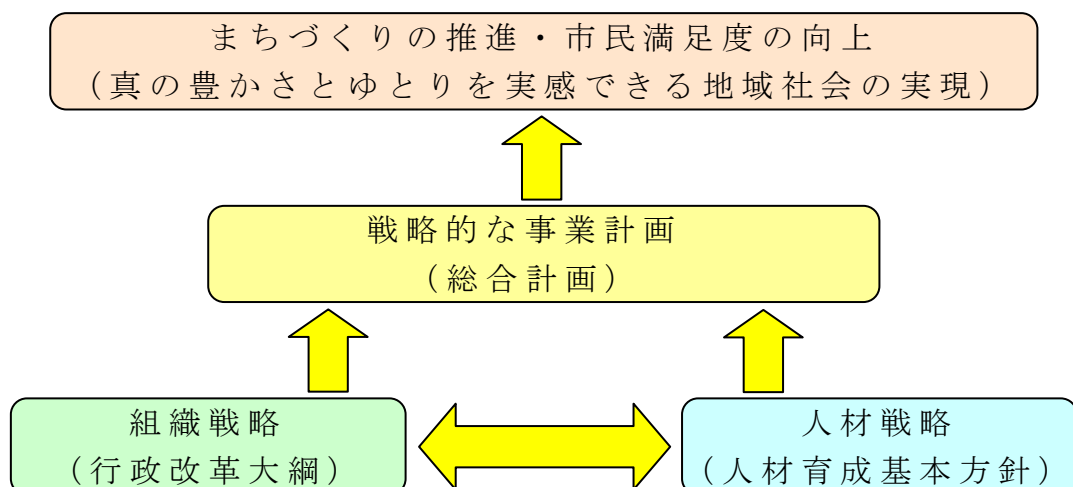 まちづくりの推進・市民満足度の向上
（真の豊かさとゆとりを実感できる地域社会の実現）
戦略的な事業計画
（総合計画）
組織戦略
（行政改革大綱）
人材戦略
（人材育成基本方針）